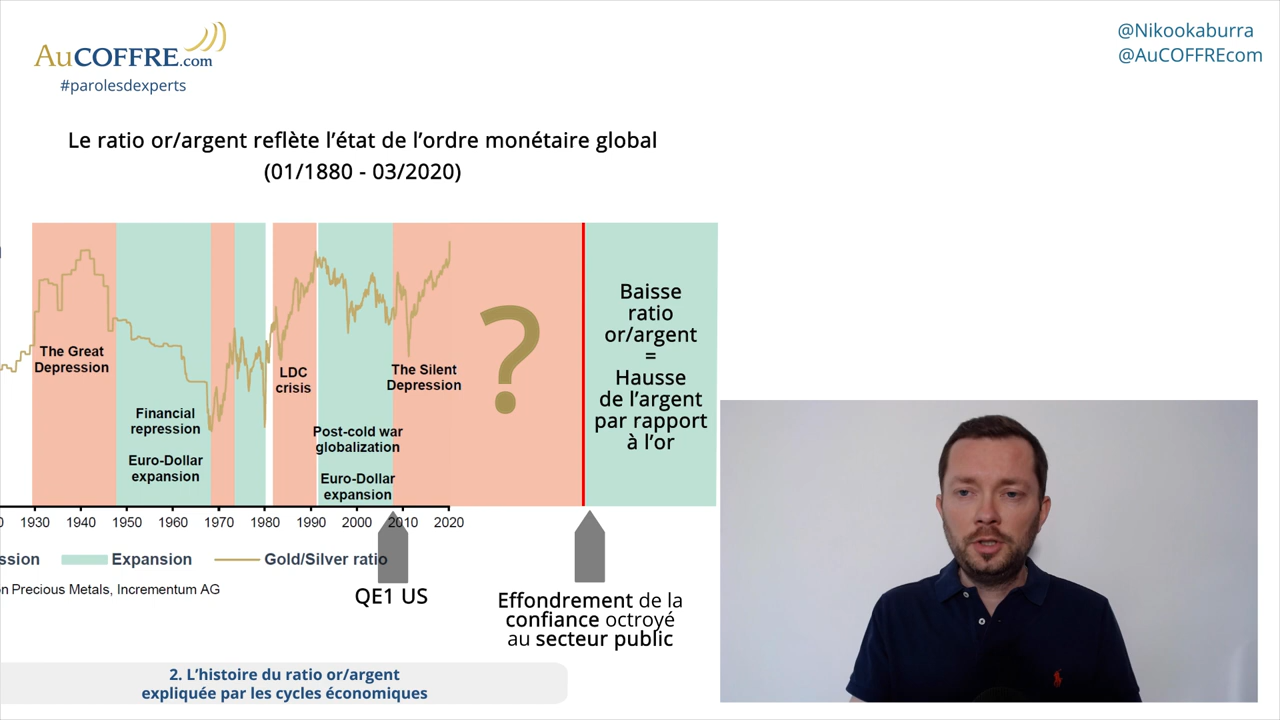 AuCOFFRE.com
#parolesdexperts
@Nikookaburra
@AuCOFFREcom
Le ratio or/argent reflète l'état de l'ordre monétaire global
(01/1880 - 03/2020)
The Great
Depression
Financial
repression
Euro-Dollar
expansion
LDC
crisis
Post-cold war
globalization
Euro-Dollar
expansion
The Silent
Depression
?
Baisse
ratio
or/argent
=
Hausse
de l'argent
par rapport
à l'or
0 1930 1940 1950 1960 1970 1980 1990 2000 2010 2020
ssion Expansion Gold/Silver ratio
on Precious Metals, Incrementum AG
QE1 US
Effondrement de la
confiance octroyé
au secteur public
2. L'histoire du ratio or/argent
expliquée par les cycles économiques